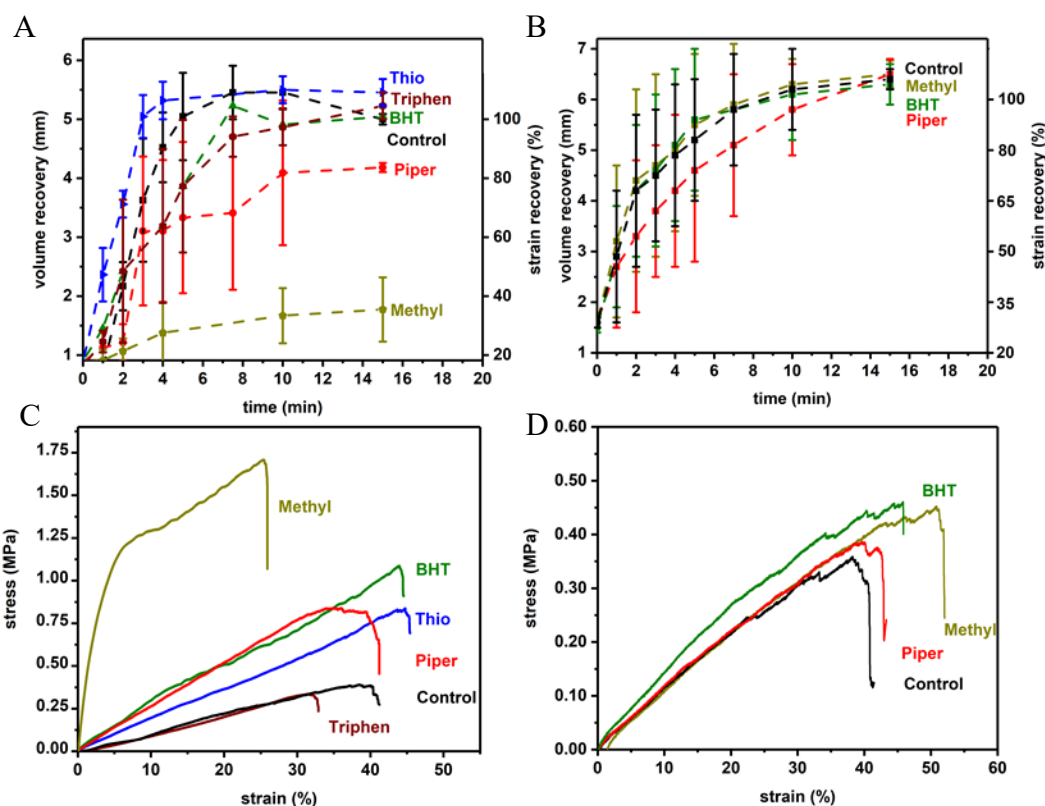 A
volume recovery (mm)
6
5
4
3
2
1
100
80
60
40
20
strain recovery (%)
Thio
Triphen
BHT
Control
Piper
Methyl
0 2 4 6 8 10 12 14 16 18 20
time (min)
B
volume recovery (mm)
7
6
5
4
3
2
1
100
83
65
50
35
20
strain recovery (%)
Control
Methyl
BHT
Piper
0 2 4 6 8 10 12 14 16 18 20
time (min)
C
stress (MPa)
1.75
1.50
1.25
1.00
0.75
0.50
0.25
0.00
Methyl
BHT
Thio
Piper
Control
Triphen
0 10 20 30 40 50
strain (%)
D
stress (MPa)
0.60
0.50
0.40
0.30
0.20
0.10
0.00
BHT
Methyl
Piper
Control
0 10 20 30 40 50 60
strain (%)